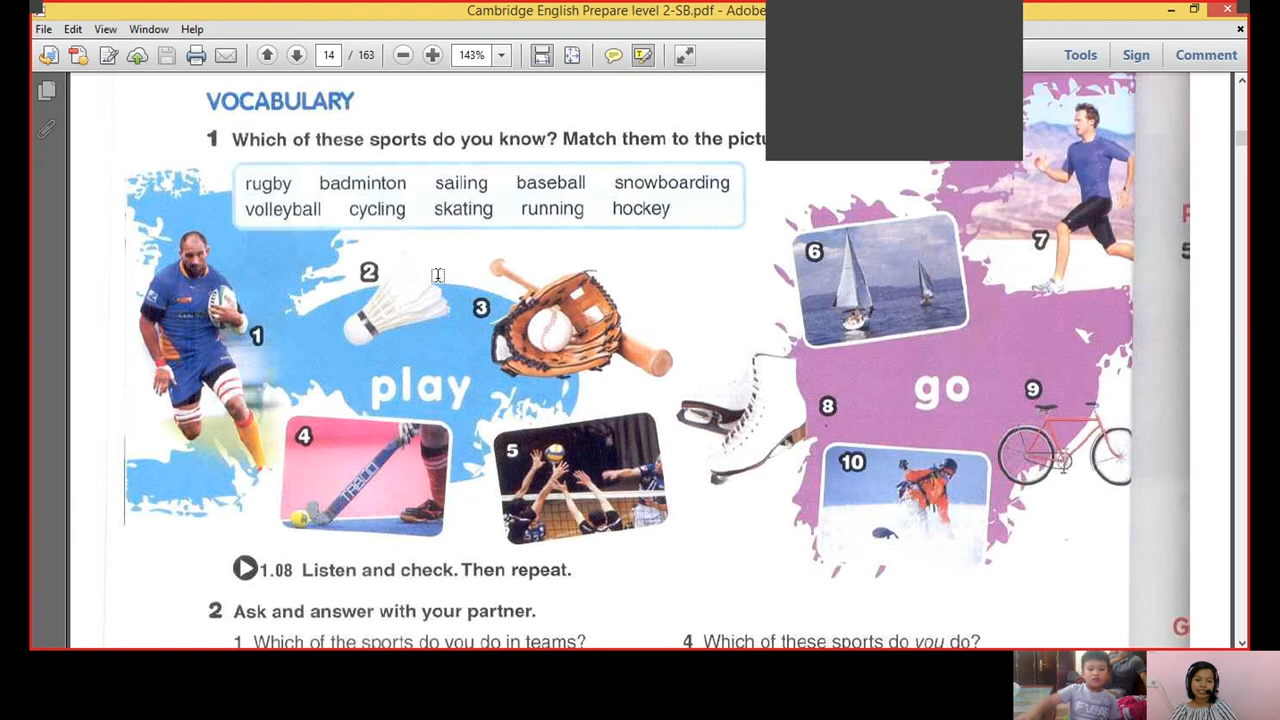 Cambridge English Prepare level 2-SB.pdf - Adobe
File Edit View Window Help
14 / 163 143% Tools Sign Comment
VOCABULARY
1 Which of these sports do you know? Match them to the pictu
rugby badminton sailing baseball snowboarding
volleyball cycling skating running hockey
1
2
3
play
4
TABOO
5
6
7
go
8
9
10
5
1.08 Listen and check. Then repeat.
2 Ask and answer with your partner.
1 Which of the sports do you do in teams?
4 Which of these sports do you do?
G